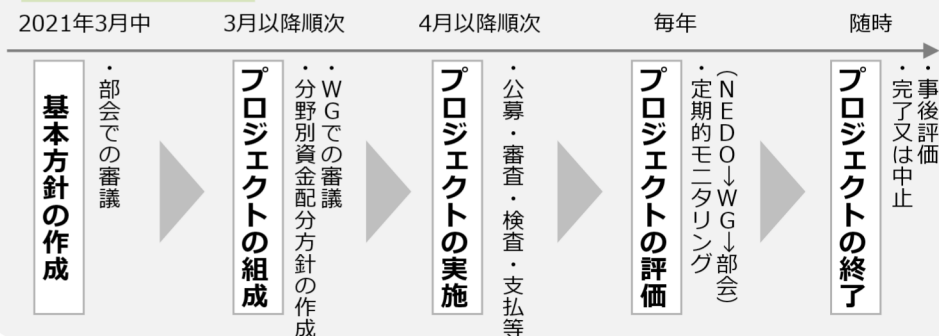 2021年3月中
3月以降順次
4月以降順次
毎年
随時
基本方針の作成
・部会での審議
プロジェクトの組成
・WGでの審議
・分野別資金配分方針の作成
プロジェクトの実施
・公募・審査・検査・支払等
プロジェクトの評価
(NEDO→WG→部会)
・定期的モニタリング
プロジェクトの終了
・事後評価
・完了又は中止